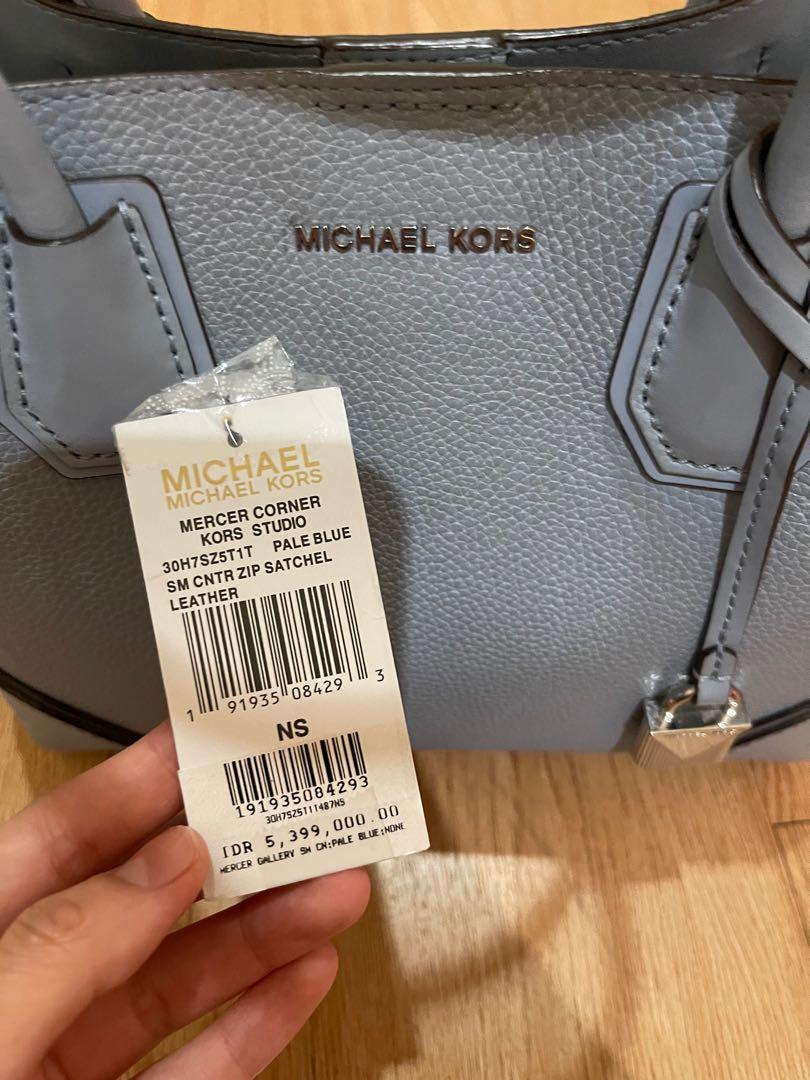 MICHAEL KORS
MICHAEL
MICHAEL KORS
MERCER CORNER
KORS STUDIO
30H7SZ5T1T PALE BLUE
SM CNTR ZIP SATCHEL
LEATHER
1 91935 08429 3
NS
191935084293
30H7SZ5T1T487NS
IDR 5,399,000.00
MERCER GALLERY SM CN:PALE BLUE:NONE